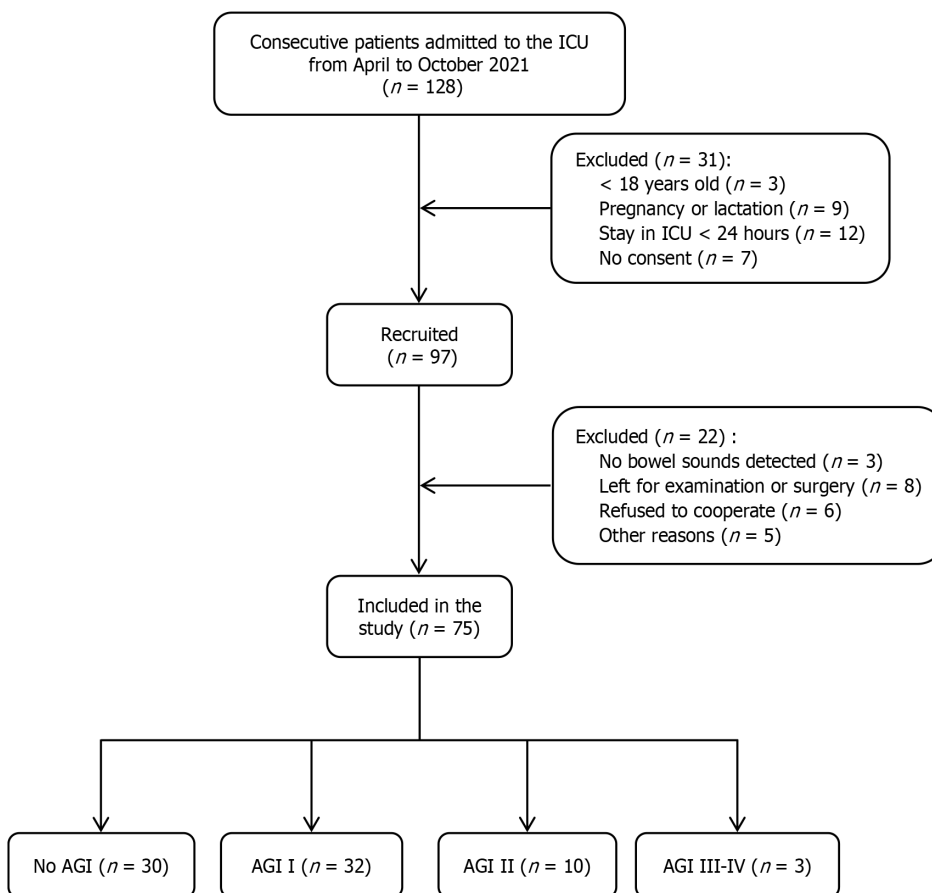 Consecutive patients admitted to the ICU
from April to October 2021
(n = 128)
Excluded (n = 31):
< 18 years old (n = 3)
Pregnancy or lactation (n = 9)
Stay in ICU < 24 hours (n = 12)
No consent (n = 7)
Recruited
(n = 97)
Excluded (n = 22) :
No bowel sounds detected (n = 3)
Left for examination or surgery (n = 8)
Refused to cooperate (n = 6)
Other reasons (n = 5)
Included in the
study (n = 75)
No AGI (n = 30)
AGI I (n = 32)
AGI II (n = 10)
AGI III-IV (n = 3)